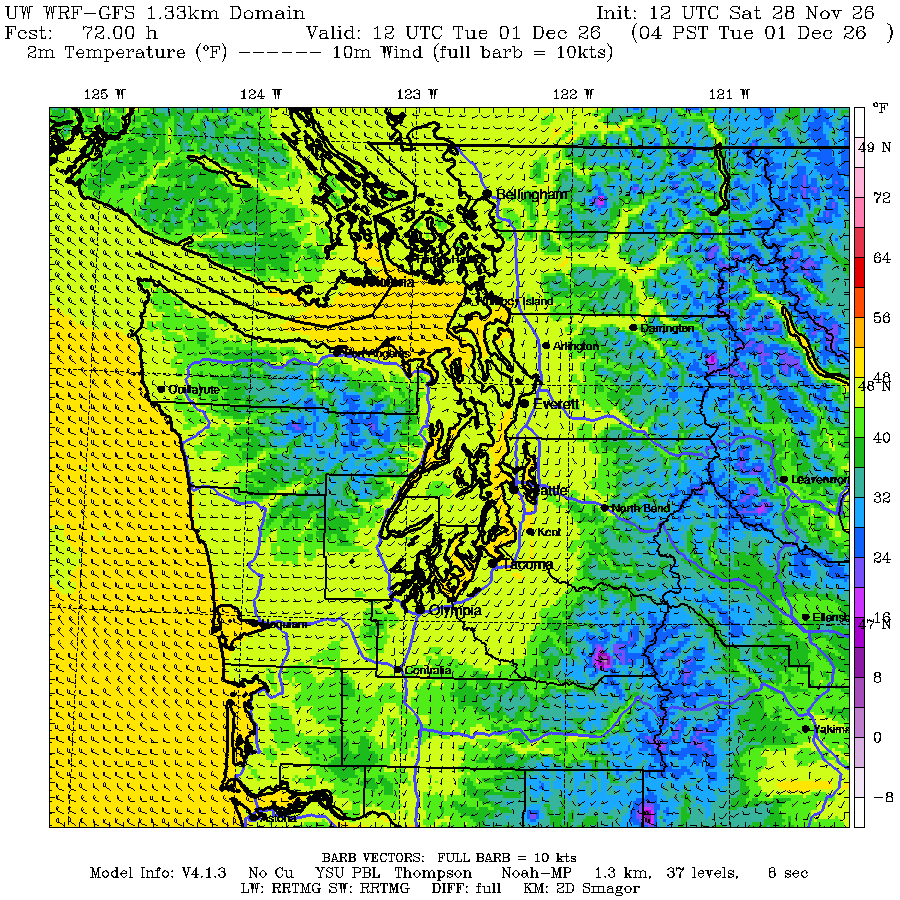 UW WRF-GFS 1.33km Domain Init: 12 UTC Sat 28 Nov 26
Fcst: 72.00 h Valid: 12 UTC Tue 01 Dec 26 (04 PST Tue 01 Dec 26 )
2m Temperature (°F) ------ 10m Wind (full barb = 10kts)
125 W 124 W 123 W 122 W 121 W
°F
49 N
Bellingham
72
64
Island
56
Darrington
Arlington
Port Angeles
48
48 N
Quillayute
Everett
40
Leavenwor
Seattle
32
North Bend
Kent
24
Tacoma
Olympia
16
Ellensb
47 N
Hoquiam
Centralia
8
Yakima
0
-8
Astoria
BARB VECTORS: FULL BARB = 10 kts
Model Info: V4.1.3 No Cu YSU PBL Thompson Noah-MP 1.3 km, 37 levels, 8 sec
LW: RRTMG SW: RRTMG DIFF: full KM: 2D Smagor